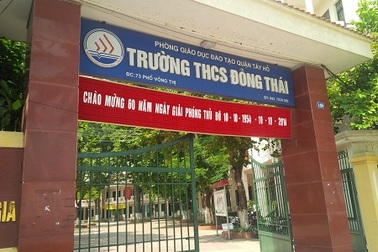 PHÒNG GIÁO DỤC ĐÀO TẠO QUẬN TÂY HỒ
TRƯỜNG THCS ĐÔNG THÁI
ĐC: 73 PHỐ VÕNG THỊ
CHÀO MỪNG 60 NĂM NGÀY GIẢI PHÓNG THỦ ĐÔ 10 - 10 - 1954 - 10 - 10 - 2014
GIA